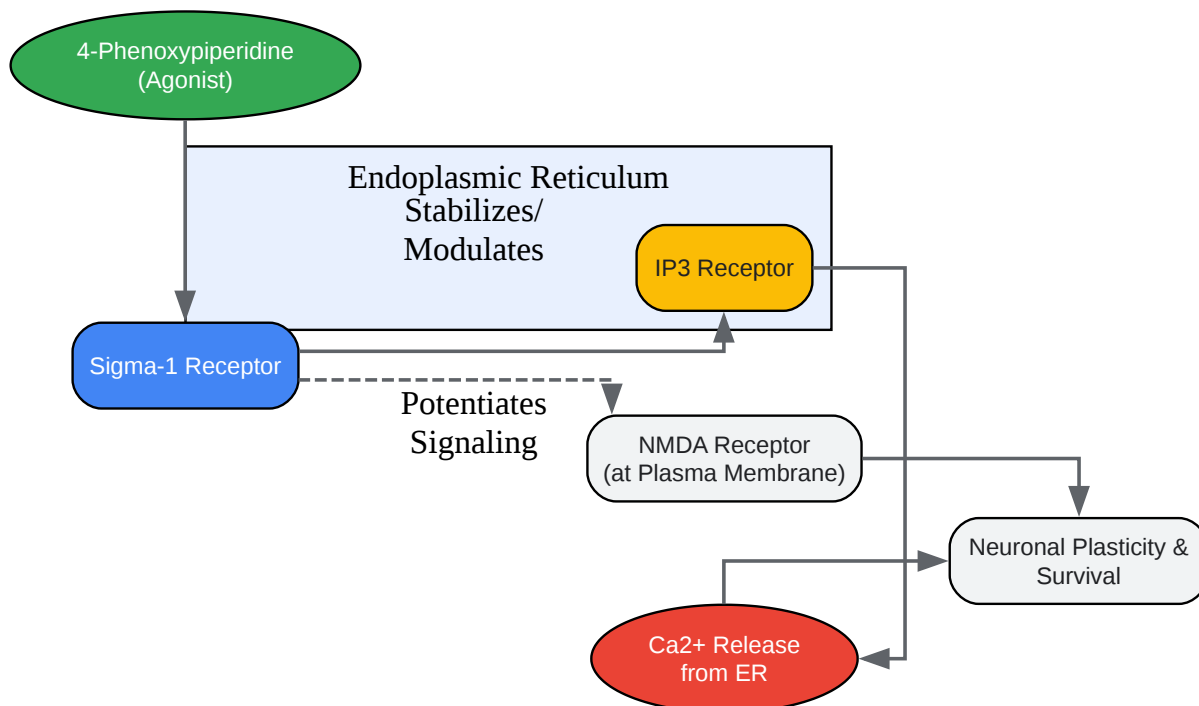 4-Phenoxypiperidine
(Agonist)
Endoplasmic Reticulum
Stabilizes/
Modulates
IP3 Receptor
Sigma-1 Receptor
Potentiates
Signaling
NMDA Receptor
(at Plasma Membrane)
Neuronal Plasticity &
Survival
Ca2+ Release
from ER